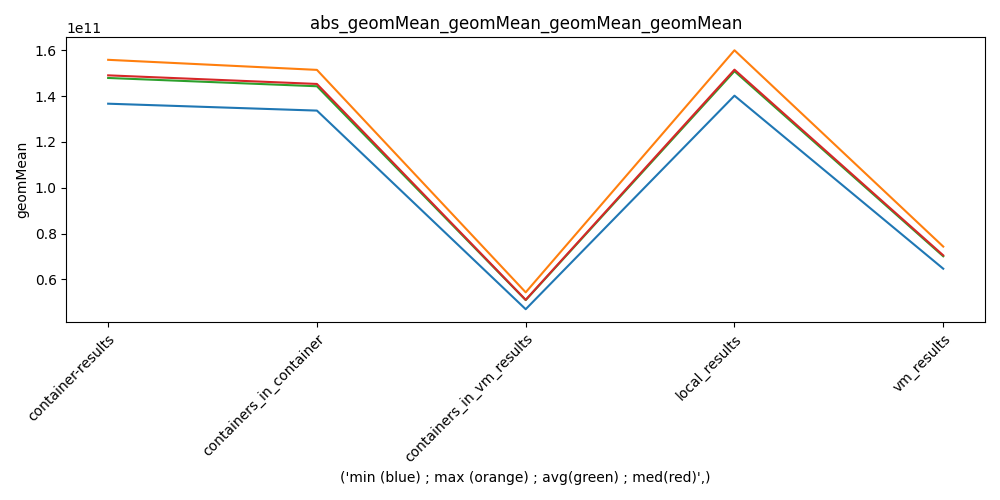 abs_geomMean_geomMean_geomMean_geomMean
1e11
1.6
1.4
1.2
1.0
0.8
0.6
geomMean
container-results
containers_in_container
containers_in_vm_results
local_results
vm_results
('min (blue) ; max (orange) ; avg(green) ; med(red)',)